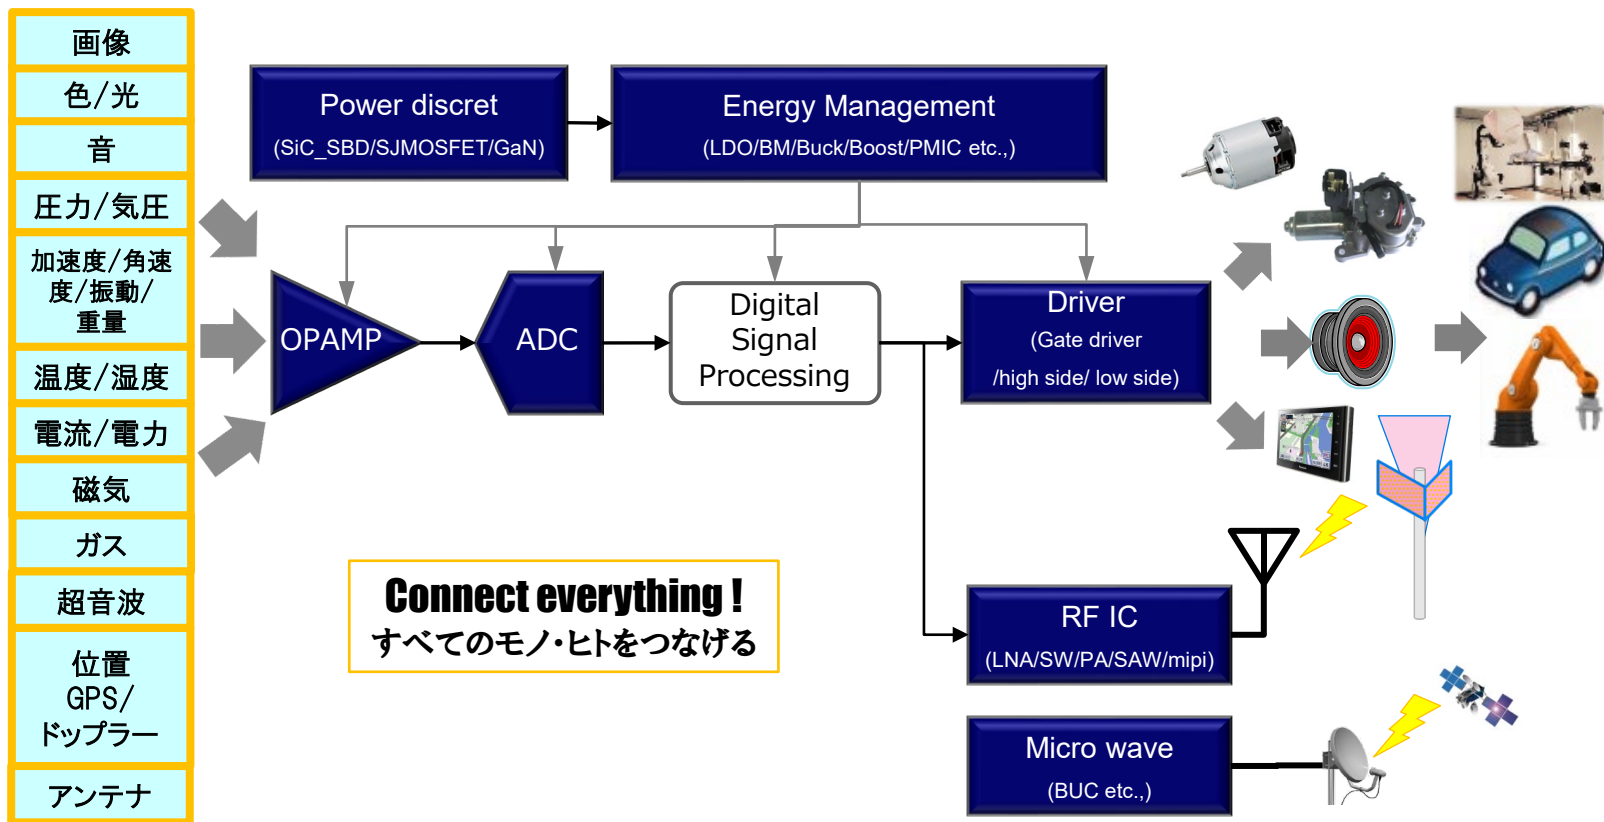 画像
色/光
音
圧力/気圧
加速度/角速
度/振動/
重量
温度/湿度
電流/電力
磁気
ガス
超音波
位置
GPS/
ドップラー
アンテナ
Power discret
(SiC_SBD/SJMOSFET/GaN)
Energy Management
(LDO/BM/Buck/Boost/PMIC etc.,)
OPAMP
ADC
Digital
Signal
Processing
Driver
(Gate driver
/high side/ low side)
Connect everything !
すべてのモノ・ヒトをつなげる
RF IC
(LNA/SW/PA/SAW/mipi)
Micro wave
(BUC etc.,)